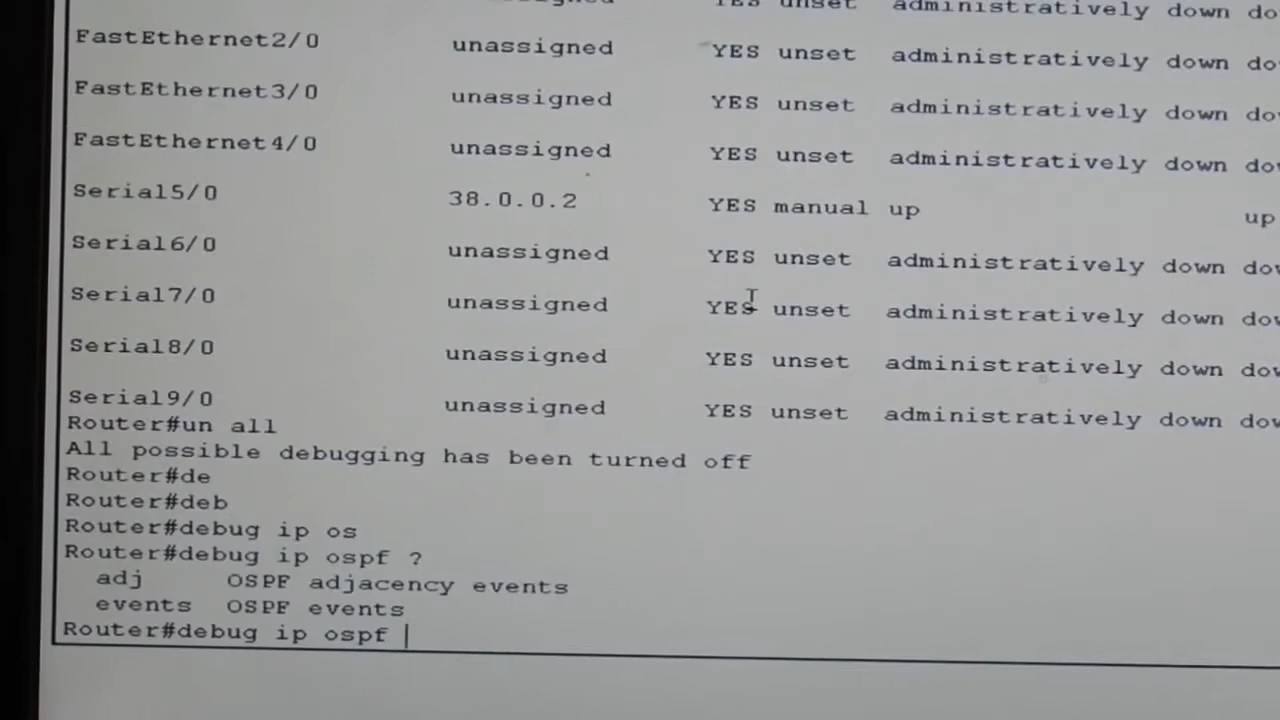 YES unset administratively down
FastEthernet2/0 unassigned YES unset administratively down
FastEthernet3/0 unassigned YES unset administratively down
FastEthernet4/0 unassigned YES unset administratively down
Serial5/0 38.0.0.2 YES manual up up
Serial6/0 unassigned YES unset administratively down
Serial7/0 unassigned YES unset administratively down
Serial8/0 unassigned YES unset administratively down
Serial9/0 unassigned YES unset administratively down
Router#un all
All possible debugging has been turned off
Router#de
Router#deb
Router#debug ip os
Router#debug ip ospf ?
adj OSPF adjacency events
events OSPF events
Router#debug ip ospf